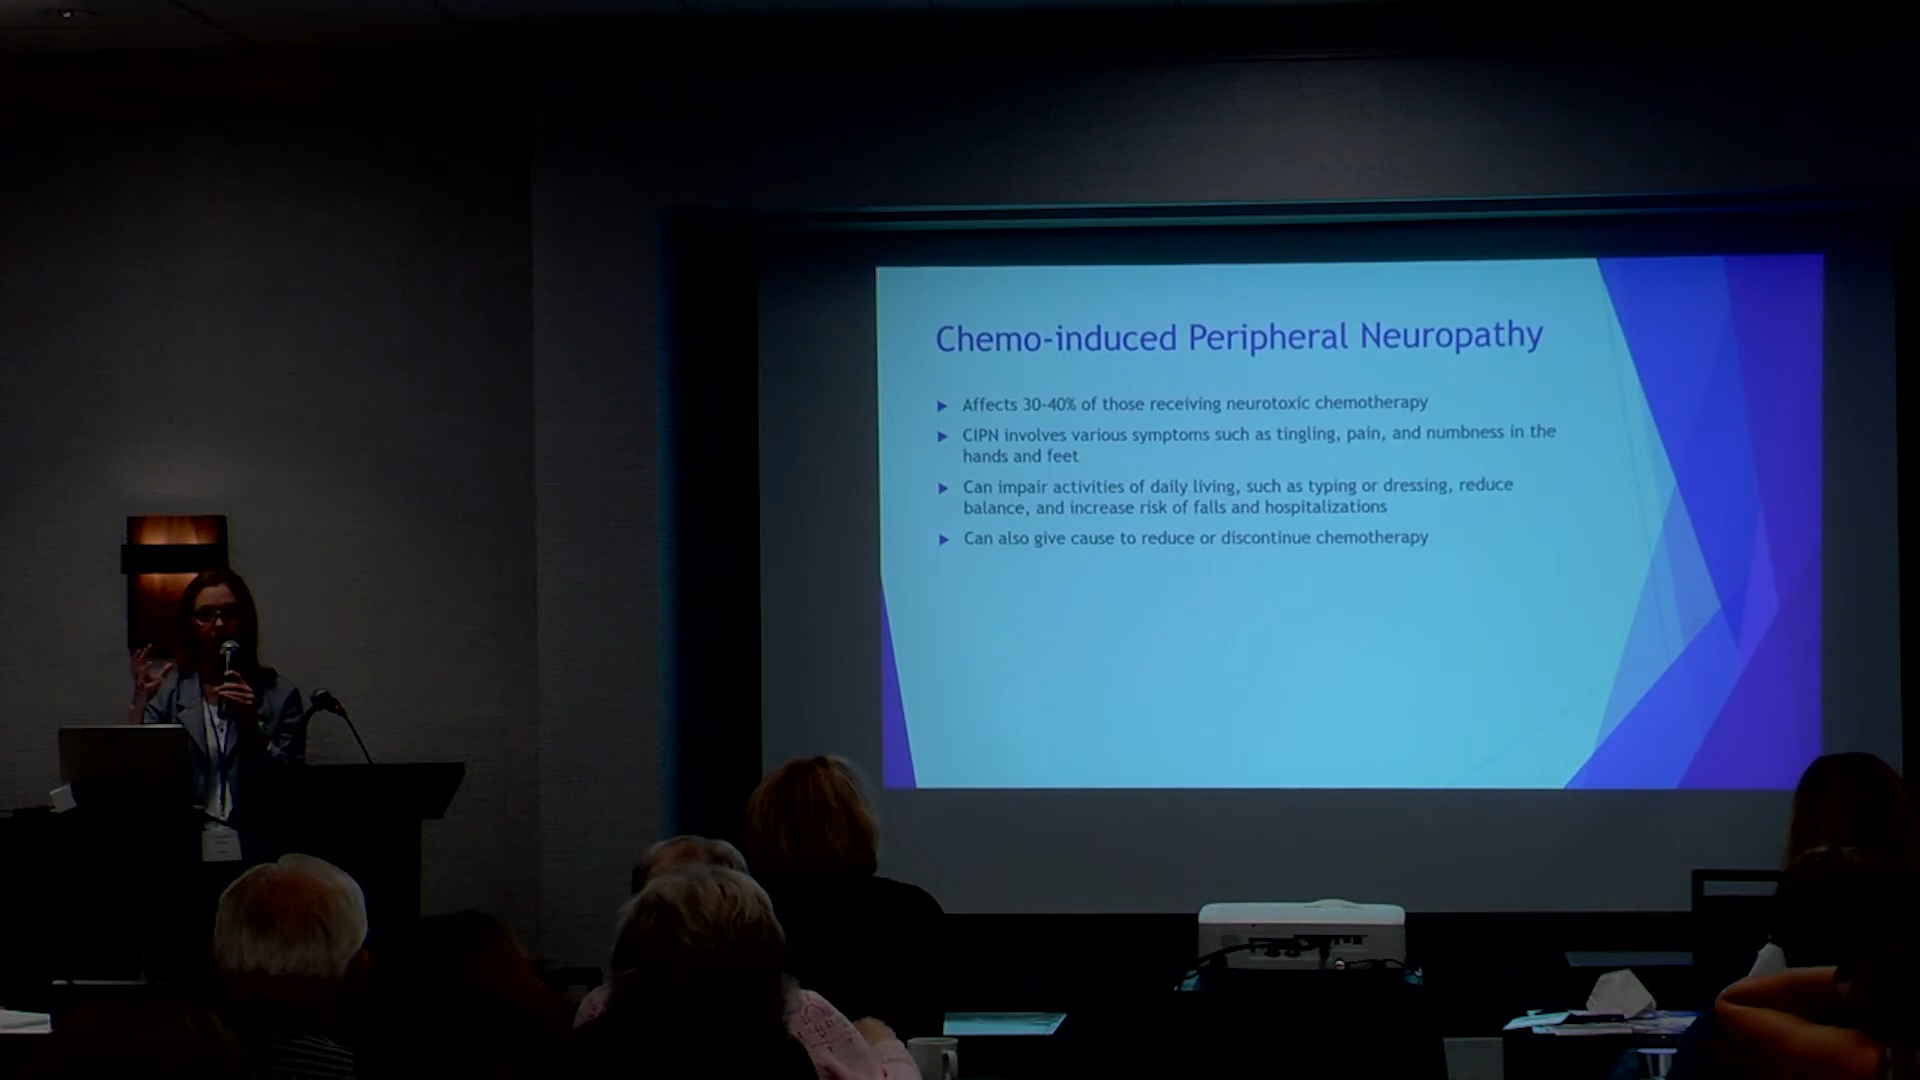 Chemo-induced Peripheral Neuropathy
Affects 30-40% of those receiving neurotoxic chemotherapy
CIPN involves various symptoms such as tingling, pain, and numbness in the
hands and feet
Can impair activities of daily living, such as typing or dressing, reduce
balance, and increase risk of falls and hospitalizations
Can also give cause to reduce or discontinue chemotherapy